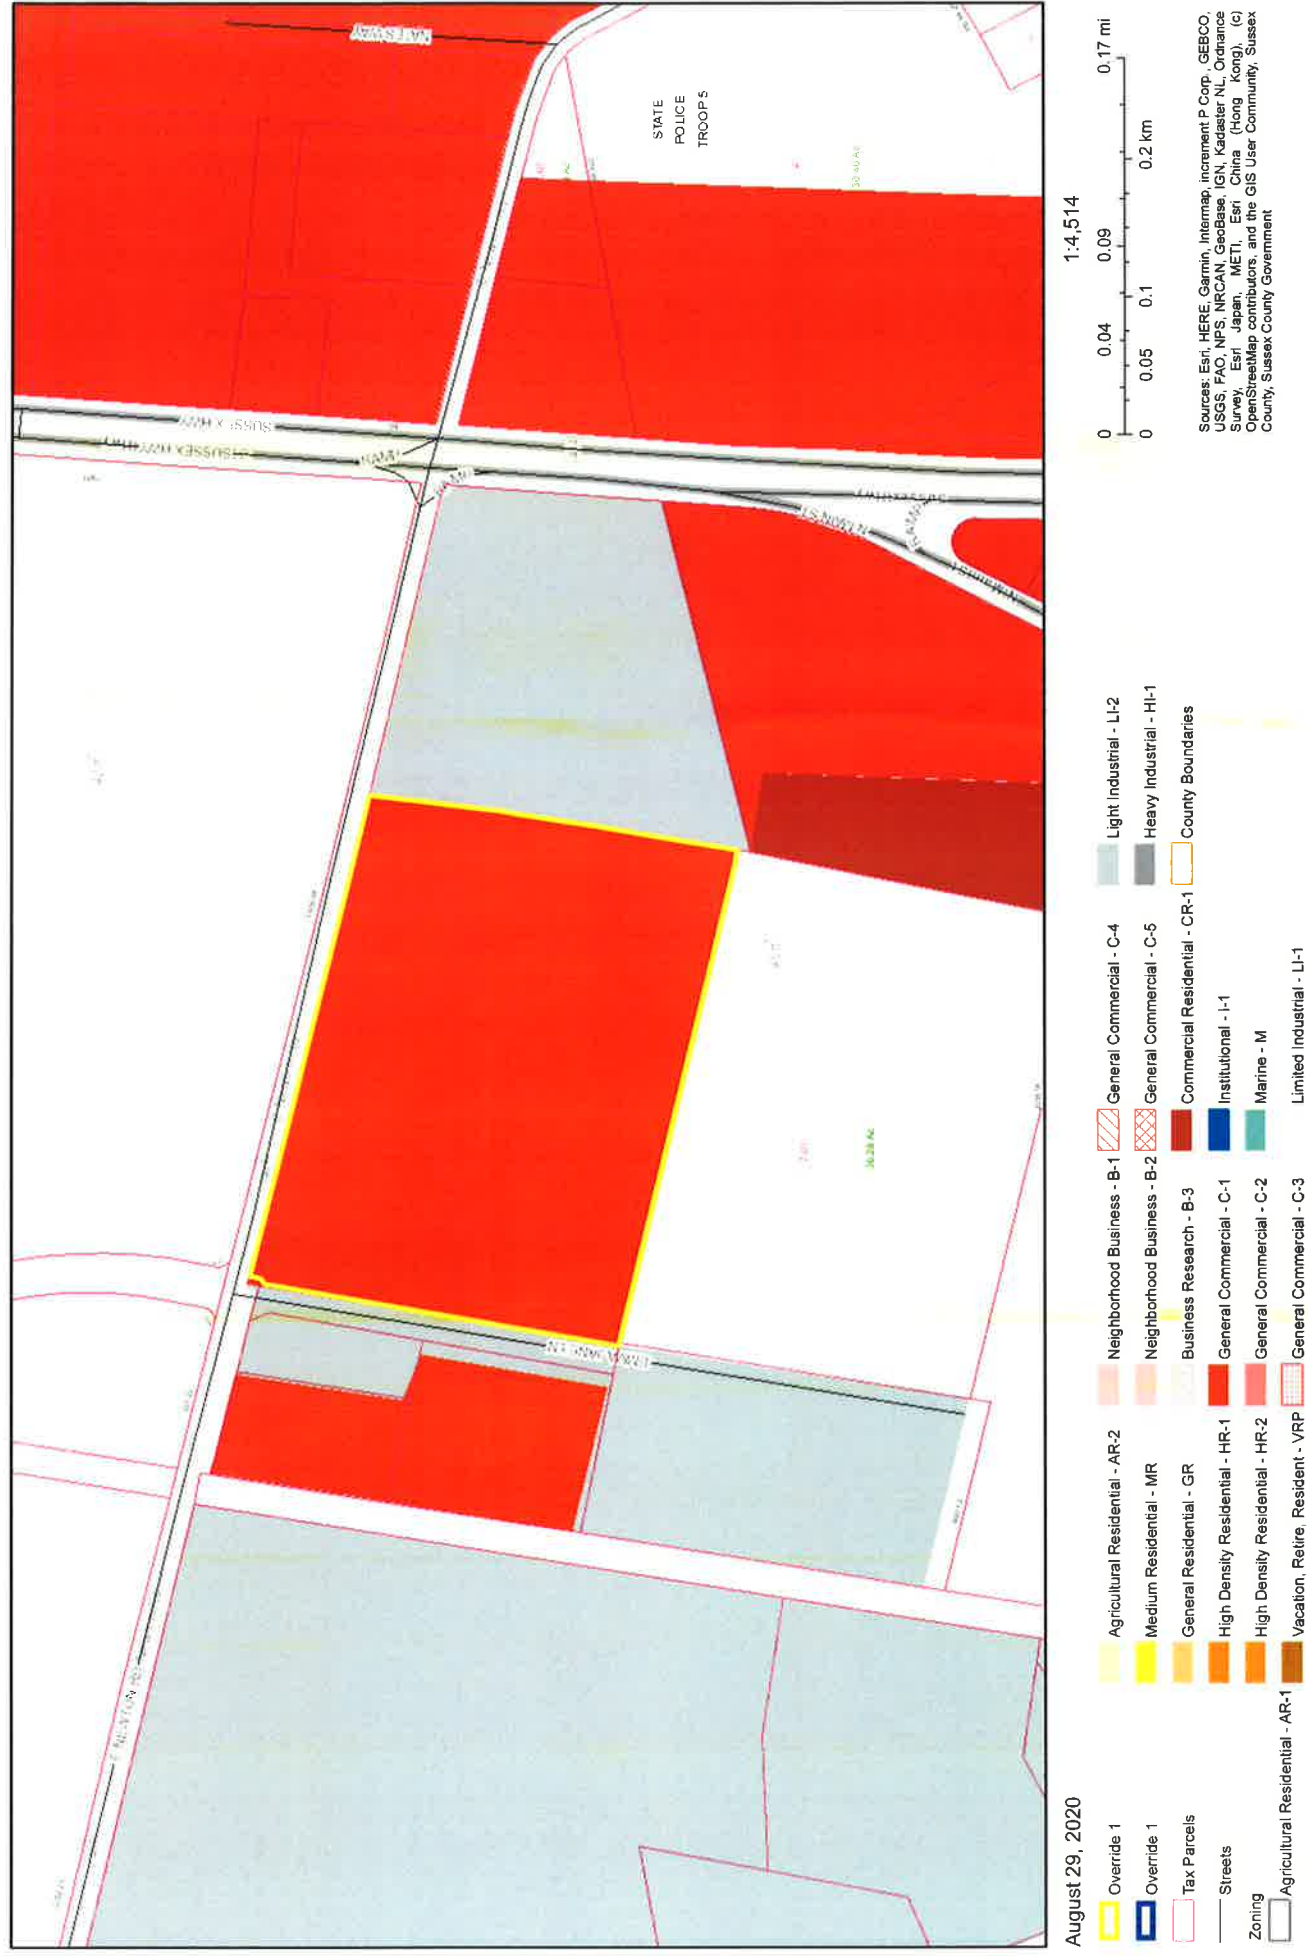 NATSWAY
STATE
POLICE
TROOP 5
SUSSEX HWY
RAMP
RAMP
30.28 Ac
August 29, 2020
Override 1
Override 1
Tax Parcels
Streets
Zoning
Agricultural Residential - AR-1
Agricultural Residential - AR-2
Medium Residential - MR
General Residential - GR
High Density Residential - HR-1
High Density Residential - HR-2
Vacation, Retire, Resident - VRP
Neighborhood Business - B-1
Neighborhood Business - B-2
Business Research - B-3
General Commercial - C-1
General Commercial - C-2
General Commercial - C-3
General Commercial - C-4
General Commercial - C-5
Commercial Residential - CR-1
Institutional - I-1
Marine - M
Limited Industrial - LI-1
Light Industrial - LI-2
Heavy Industrial - HI-1
County Boundaries
1:4,514
0 0.04 0.09 0.17 mi
0 0.05 0.1 0.2 km
Sources: Esri, HERE, Garmin, Intermap, increment P Corp., GEBCO,
USGS, FAO, NPS, NRCAN, GeoBase, IGN, Kadaster NL, Ordnance
Survey, Esri Japan, METI, Esri China (Hong Kong), (c)
OpenStreetMap contributors, and the GIS User Community, Sussex
County, Sussex County Government